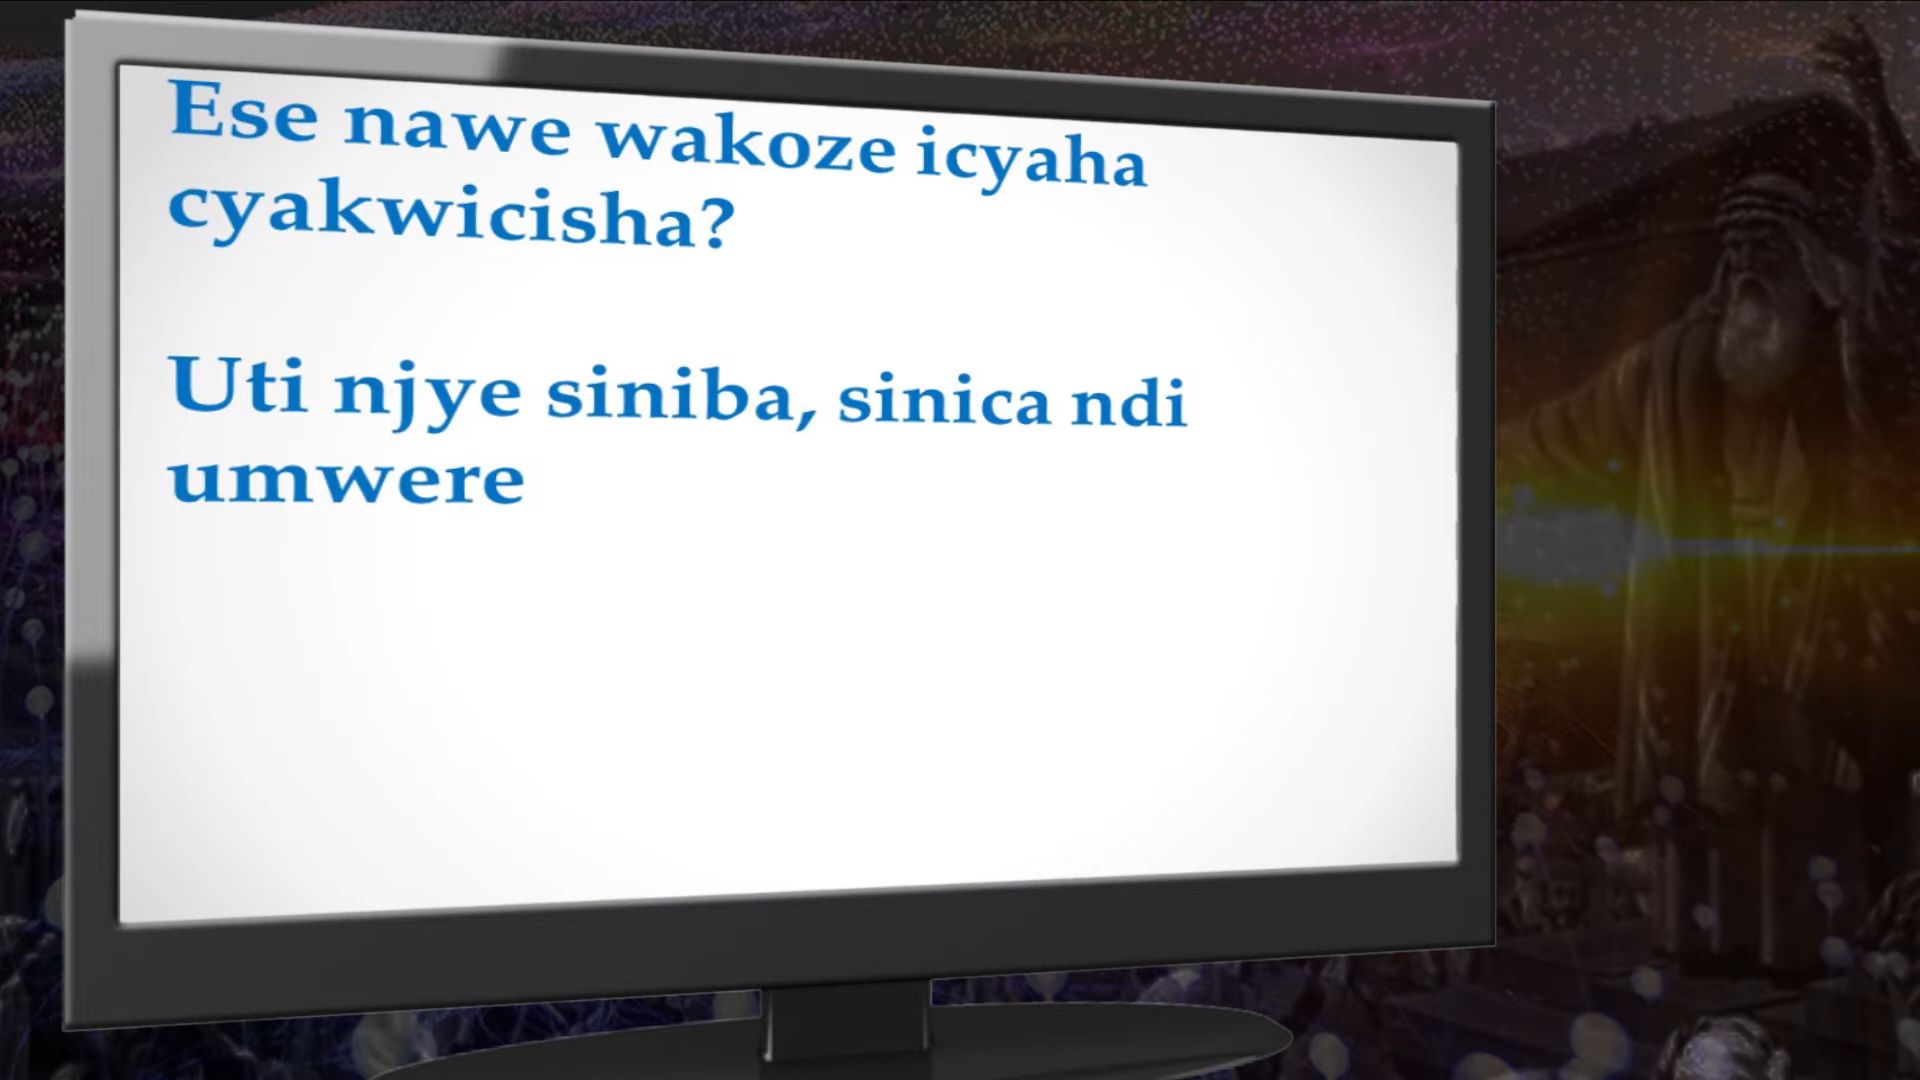 Ese nawe wakoze icyaha
cyakwicisha?
Uti njye siniba, sinica ndi
umwere